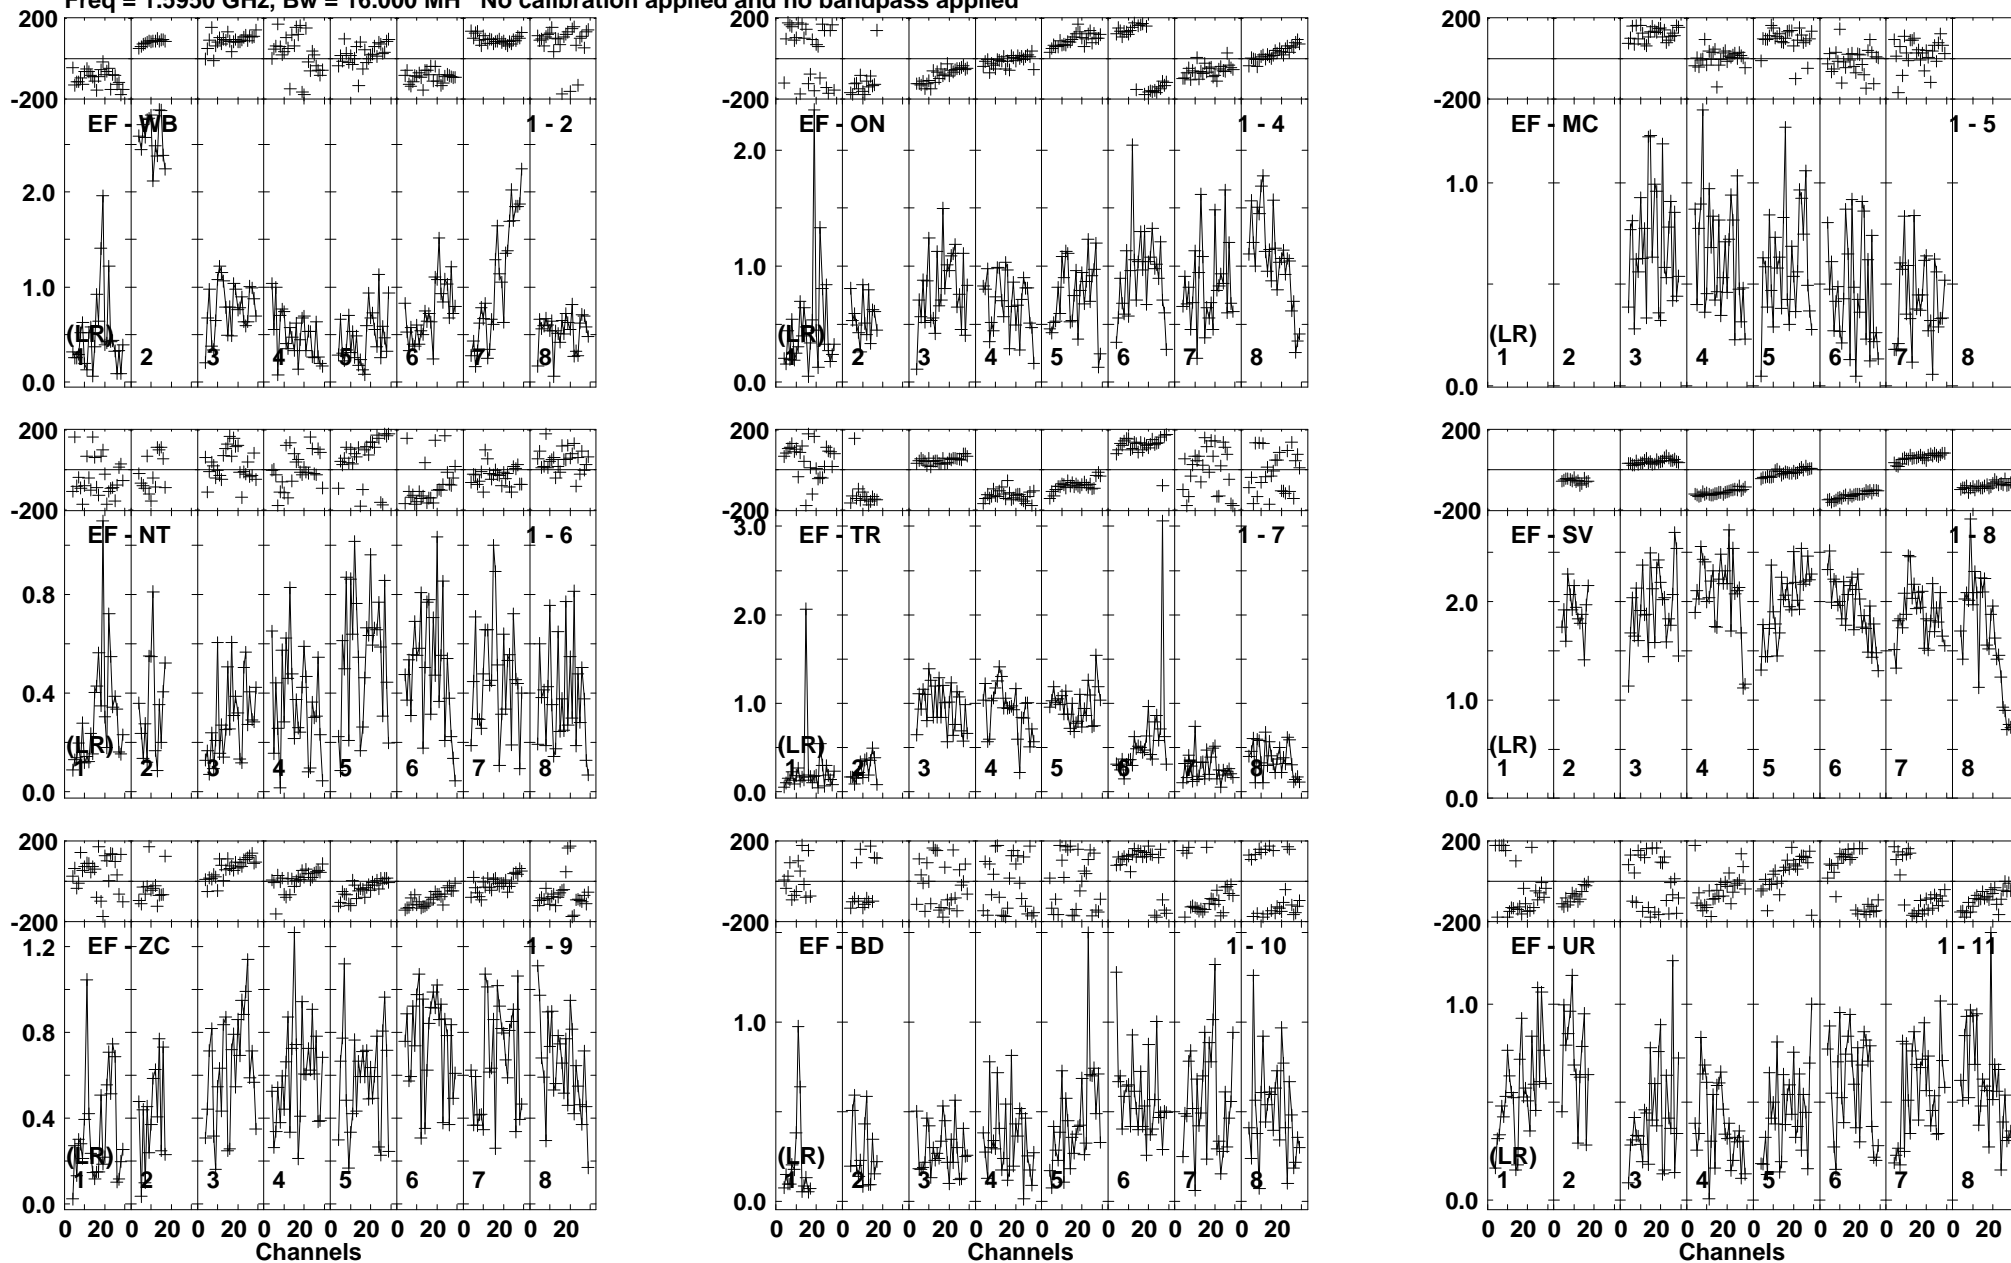 Freq = 1.5950 GHz, Bw = 16.000 MH No calibration applied and no bandpass applied
200 200 200
-200 -200 -200
EF - WB 1 - 2 EF - ON 1 - 4 EF - MC 1 - 5
2.0 2.0 1.0
1.0 1.0
(LR) (LR) (LR)
1 2 3 4 5 6 7 8 1 2 3 4 5 6 7 8 1 2 3 4 5 6 7 8
0.0 0.0 0.0
200 200 200
-200 -200 -200
EF - NT 1 - 6 3.0 EF - TR 1 - 7 EF - SV 1 - 8
0.8 2.0 2.0
0.4 1.0 1.0
(LR) (LR) (LR)
1 2 3 4 5 6 7 8 1 2 3 4 5 6 7 8 1 2 3 4 5 6 7 8
0.0 0.0 0.0
200 200 200
-200 -200 -200
1.2 EF - ZC 1 - 9 EF - BD 1 - 10 EF - UR 1 - 11
0.8 1.0 1.0
0.4
(LR) (LR) (LR)
1 2 3 4 5 6 7 8 1 2 3 4 5 6 7 8 1 2 3 4 5 6 7 8
0.0 0.0 0.0
0 20 0 20 0 20 0 20 0 20 0 20 0 20 0 20 0 20 0 20 0 20 0 20 0 20 0 20 0 20 0 20 0 20 0 20 0 20 0 20 0 20 0 20 0 20 0 20
Channels Channels Channels